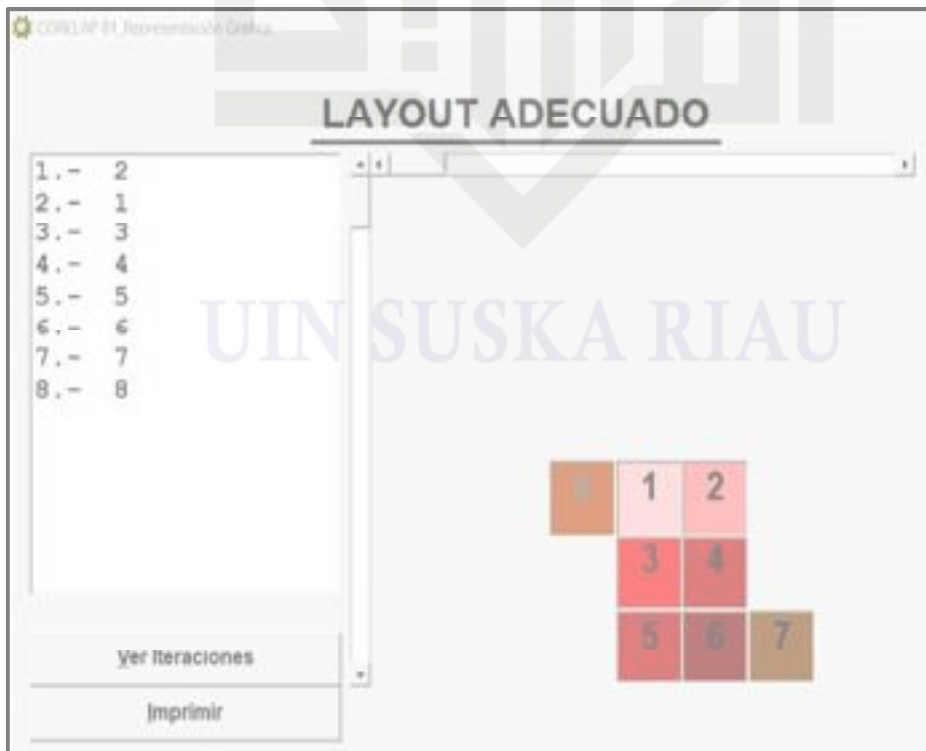 CORELAP 01_Representación Gráfica
LAYOUT ADECUADO
1.- 2
2.- 1
3.- 3
4.- 4
5.- 5
6.- 6
7.- 7
8.- 8
UIN SUSKA RIAU
8 1 2
3 4
5 6 7
Ver Iteraciones
Imprimir